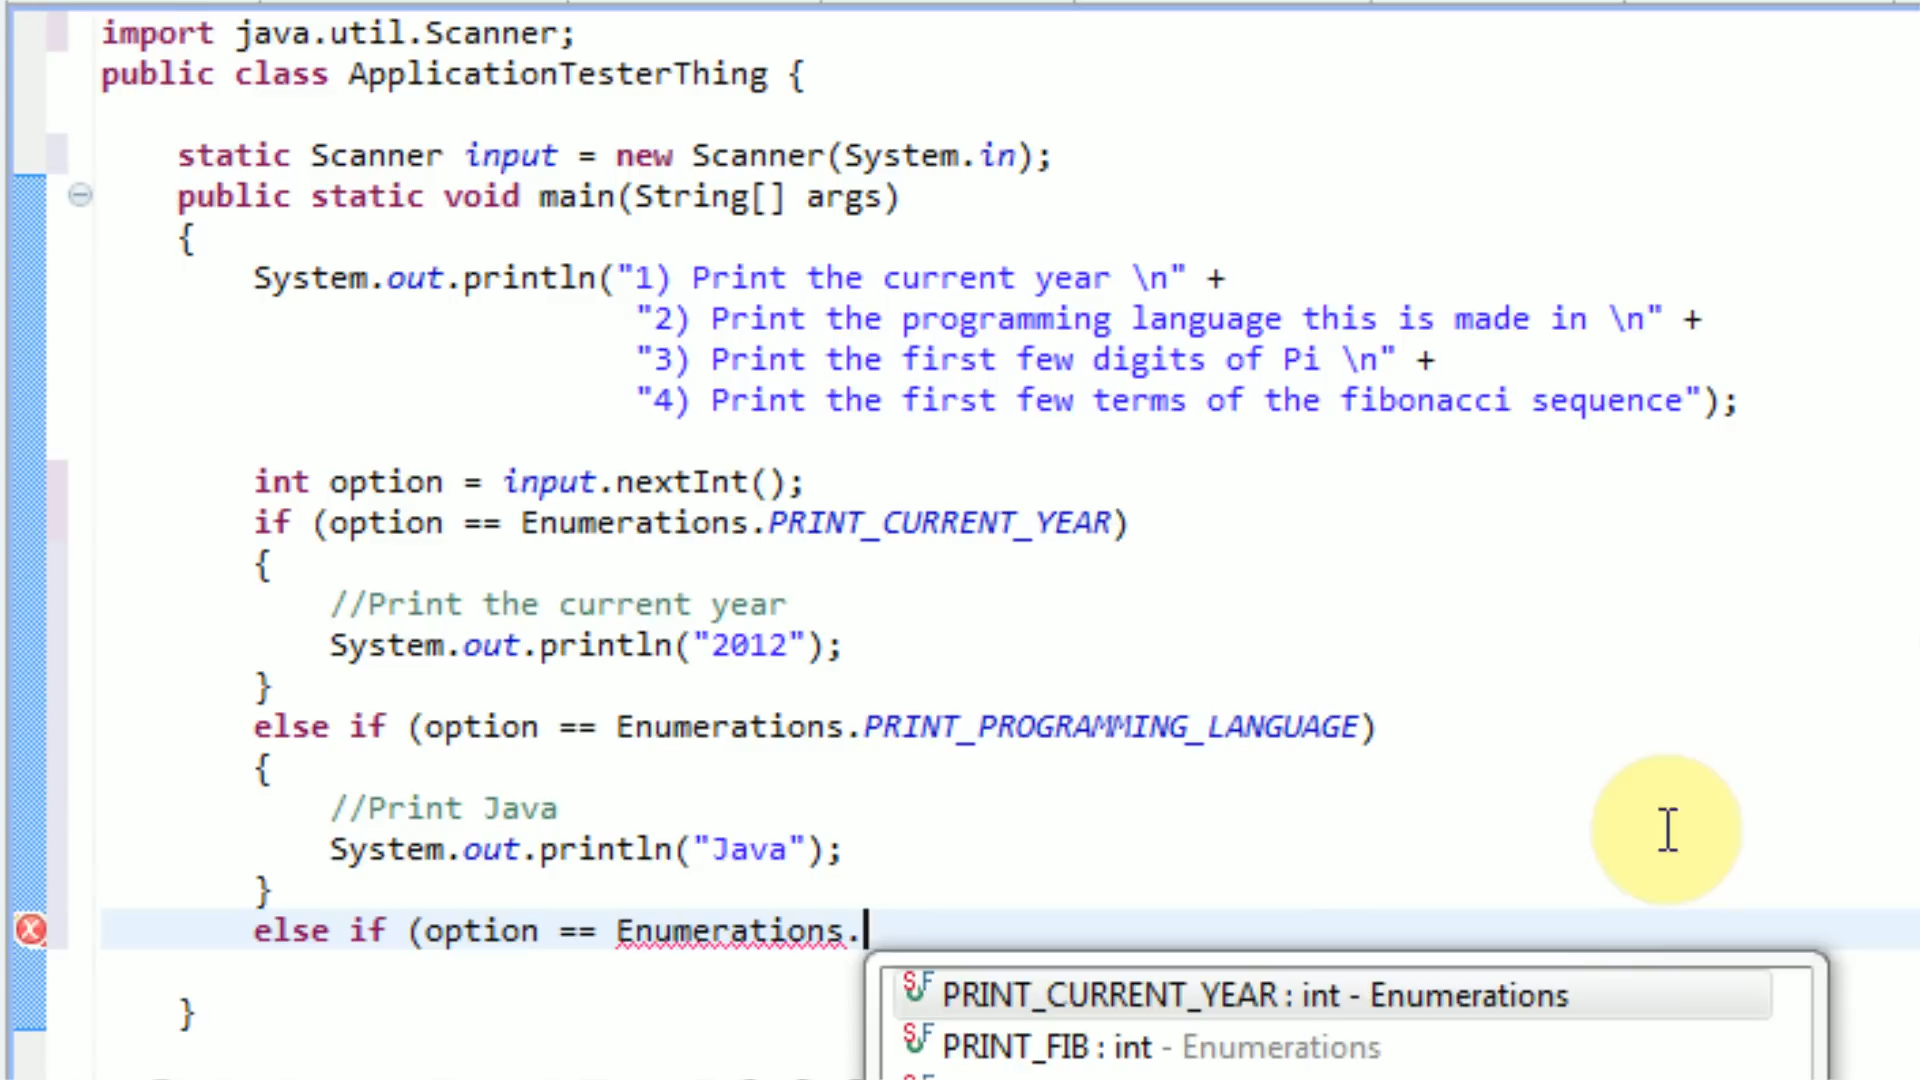 import java.util.Scanner;
public class ApplicationTesterThing {
static Scanner input = new Scanner(System.in);
public static void main(String[] args)
{
System.out.println("1) Print the current year \n" +
"2) Print the programming language this is made in \n" +
"3) Print the first few digits of Pi \n" +
"4) Print the first few terms of the fibonacci sequence");
int option = input.nextInt();
if (option == Enumerations.PRINT_CURRENT_YEAR)
{
//Print the current year
System.out.println("2012");
}
else if (option == Enumerations.PRINT_PROGRAMMING_LANGUAGE)
{
//Print Java
System.out.println("Java");
}
else if (option == Enumerations.
PRINT_CURRENT_YEAR : int - Enumerations
}
PRINT_FIB : int - Enumerations